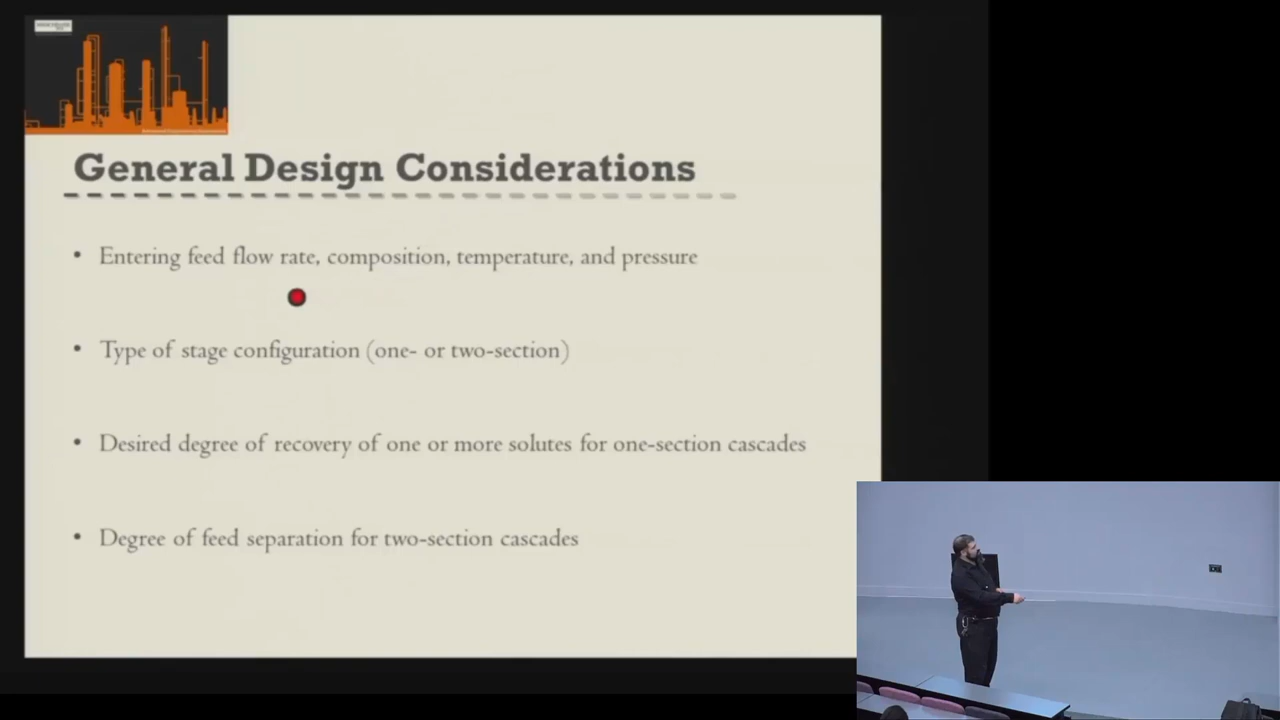 General Design Considerations
• Entering feed flow rate, composition, temperature, and pressure
• Type of stage configuration (one- or two-section)
• Desired degree of recovery of one or more solutes for one-section cascades
• Degree of feed separation for two-section cascades